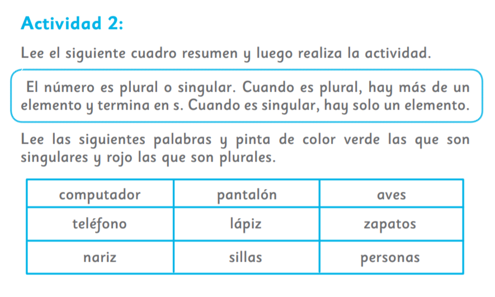 Actividad 2:
Lee el siguiente cuadro resumen y luego realiza la actividad.
El número es plural o singular. Cuando es plural, hay más de un
elemento y termina en s. Cuando es singular, hay solo un elemento.
Lee las siguientes palabras y pinta de color verde las que son
singulares y rojo las que son plurales.
computador pantalón aves
teléfono lápiz zapatos
nariz sillas personas